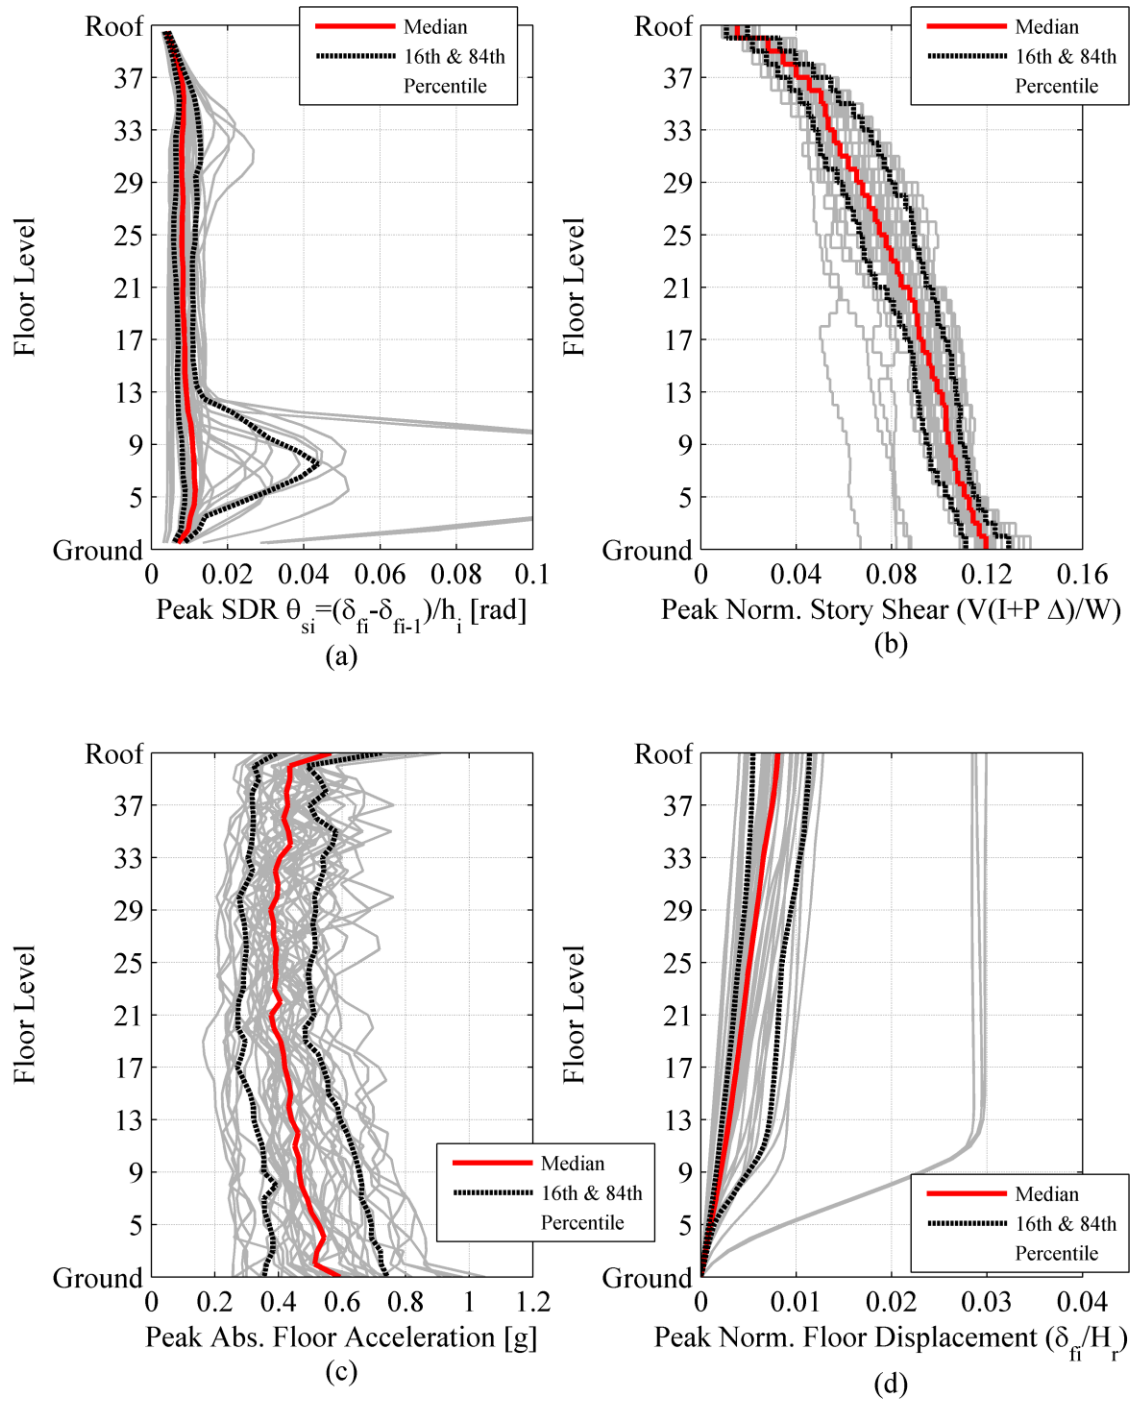 Median
16th & 84th
Percentile
Roof
37
33
29
25
21
17
13
9
5
Ground
Floor Level
0 0.02 0.04 0.06 0.08 0.1
Peak SDR θsi=(δfi-δfi-1)/hi [rad]
(a)
Median
16th & 84th
Percentile
Roof
37
33
29
25
21
17
13
9
5
Ground
Floor Level
0 0.04 0.08 0.12 0.16
Peak Norm. Story Shear (V(I+P Δ)/W)
(b)
Roof
37
33
29
25
21
17
13
9
5
Ground
Floor Level
Median
16th & 84th
Percentile
0 0.2 0.4 0.6 0.8 1 1.2
Peak Abs. Floor Acceleration [g]
(c)
Roof
37
33
29
25
21
17
13
9
5
Ground
Floor Level
Median
16th & 84th
Percentile
0 0.01 0.02 0.03 0.04
Peak Norm. Floor Displacement (δfi/Hr)
(d)